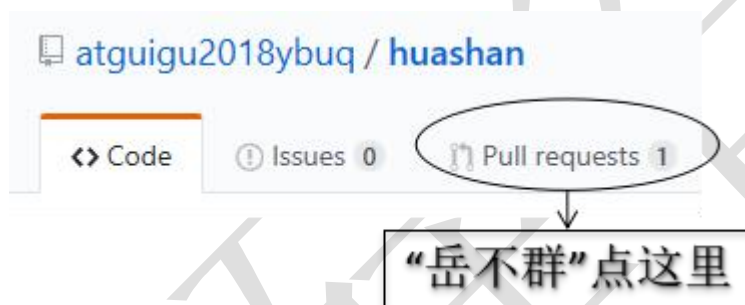 atguigu2018ybuq / huashan
<> Code Issues 0 Pull requests 1
“岳不群”点这里